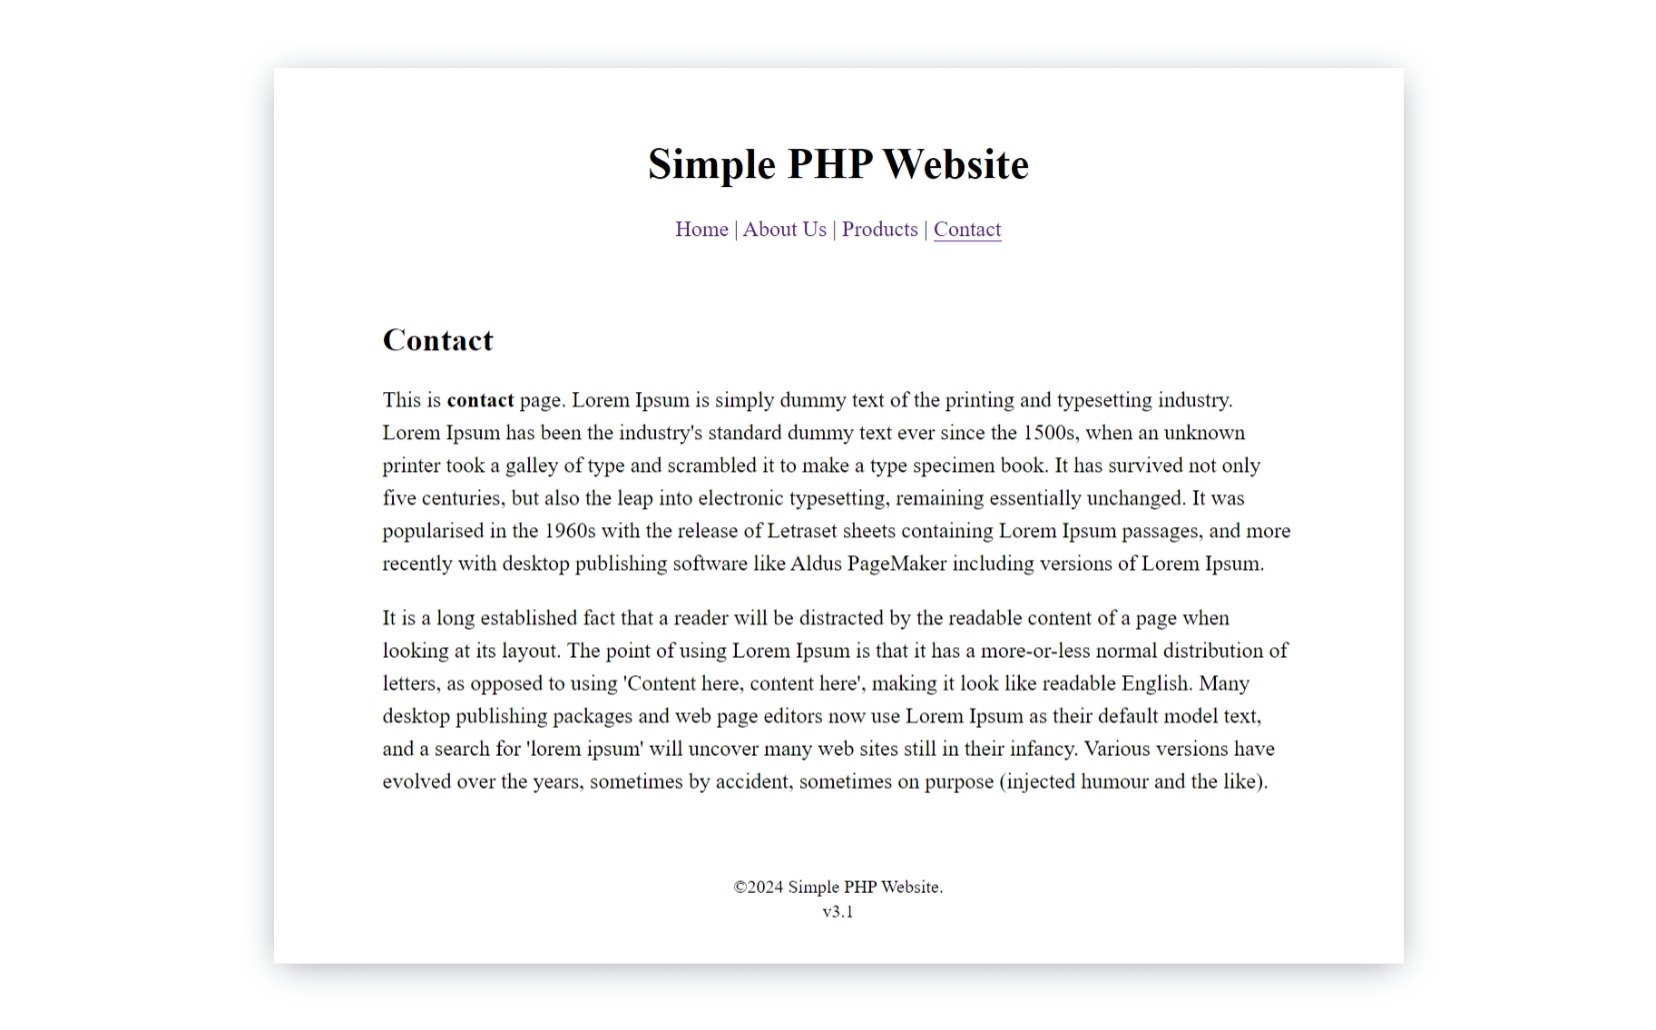 Simple PHP Website
Home | About Us | Products | Contact
Contact
This is contact page. Lorem Ipsum is simply dummy text of the printing and typesetting industry.
Lorem Ipsum has been the industry's standard dummy text ever since the 1500s, when an unknown
printer took a galley of type and scrambled it to make a type specimen book. It has survived not only
five centuries, but also the leap into electronic typesetting, remaining essentially unchanged. It was
popularised in the 1960s with the release of Letraset sheets containing Lorem Ipsum passages, and more
recently with desktop publishing software like Aldus PageMaker including versions of Lorem Ipsum.
It is a long established fact that a reader will be distracted by the readable content of a page when
looking at its layout. The point of using Lorem Ipsum is that it has a more-or-less normal distribution of
letters, as opposed to using 'Content here, content here', making it look like readable English. Many
desktop publishing packages and web page editors now use Lorem Ipsum as their default model text,
and a search for 'lorem ipsum' will uncover many web sites still in their infancy. Various versions have
evolved over the years, sometimes by accident, sometimes on purpose (injected humour and the like).
©2024 Simple PHP Website.
v3.1